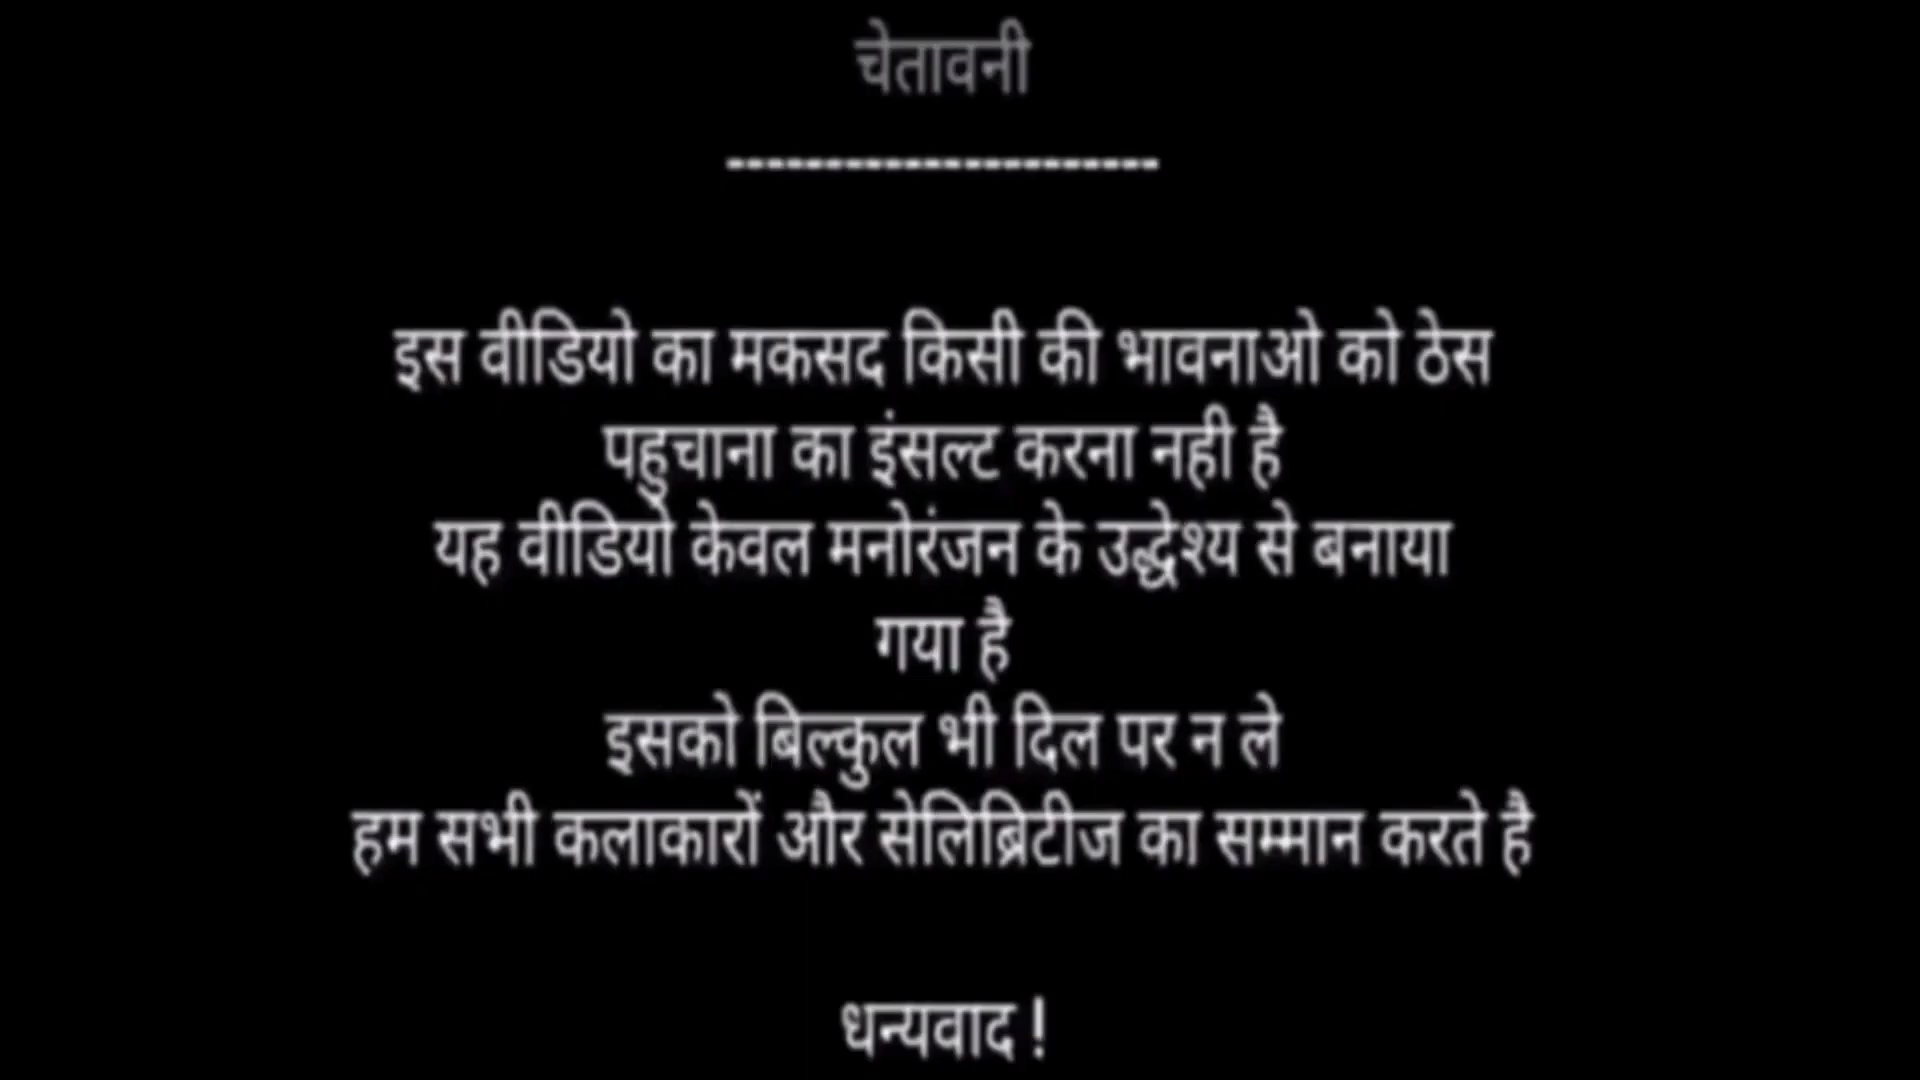 चेतावनी
----------------------
इस वीडियो का मकसद किसी की भावनाओ को ठेस
पहुचाना का इंसल्ट करना नही है
यह वीडियो केवल मनोरंजन के उद्धेश्य से बनाया
गया है
इसको बिल्कुल भी दिल पर न ले
हम सभी कलाकारों और सेलिब्रिटीज का सम्मान करते है
धन्यवाद !